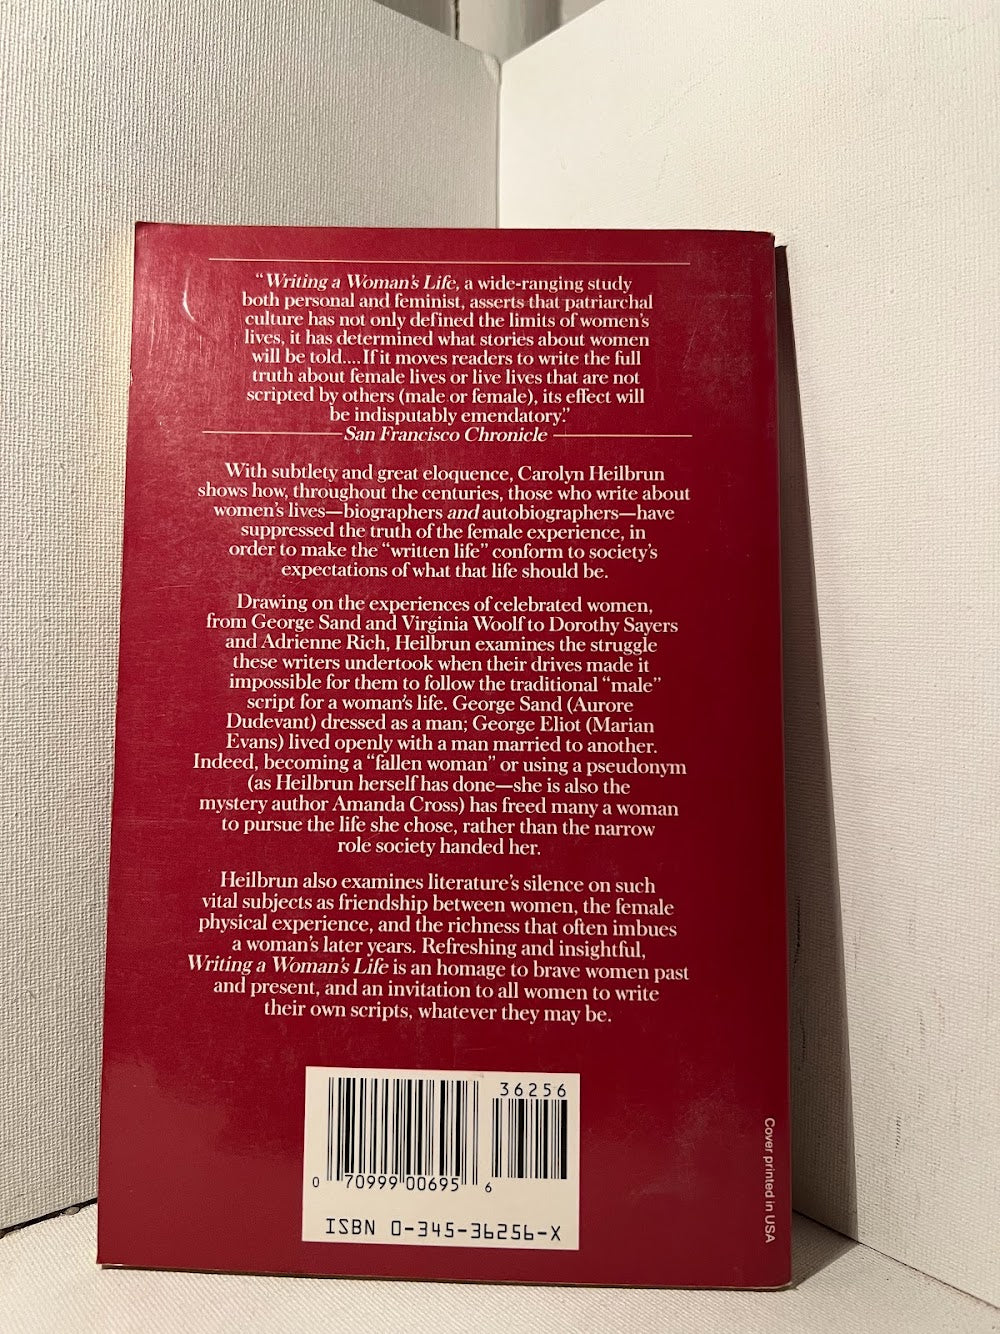 "Writing a Woman's Life, a wide-ranging study
both personal and feminist, asserts that patriarchal
culture has not only defined the limits of women's
lives, it has determined what stories about women
will be told....If it moves readers to write the full
truth about female lives or live lives that are not
scripted by others (male or female), its effect will
be indisputably emendatory."
San Francisco Chronicle
With subtlety and great eloquence, Carolyn Heilbrun
shows how, throughout the centuries, those who write about
women's lives—biographers and autobiographers—have
suppressed the truth of the female experience, in
order to make the "written life" conform to society's
expectations of what that life should be.
Drawing on the experiences of celebrated women,
from George Sand and Virginia Woolf to Dorothy Sayers
and Adrienne Rich, Heilbrun examines the struggle
these writers undertook when their drives made it
impossible for them to follow the traditional "male"
script for a woman's life. George Sand (Aurore
Dudevant) dressed as a man; George Eliot (Marian
Evans) lived openly with a man married to another.
Indeed, becoming a "fallen woman" or using a pseudonym
(as Heilbrun herself has done—she is also the
mystery author Amanda Cross) has freed many a woman
to pursue the life she chose, rather than the narrow
role society handed her.
Heilbrun also examines literature's silence on such
vital subjects as friendship between women, the female
physical experience, and the richness that often imbues
a woman's later years. Refreshing and insightful,
Writing a Woman's Life is an homage to brave women past
and present, and an invitation to all women to write
their own scripts, whatever they may be.
36256
0 70999 00695 6
ISBN 0-345-36256-X
Cover printed in USA